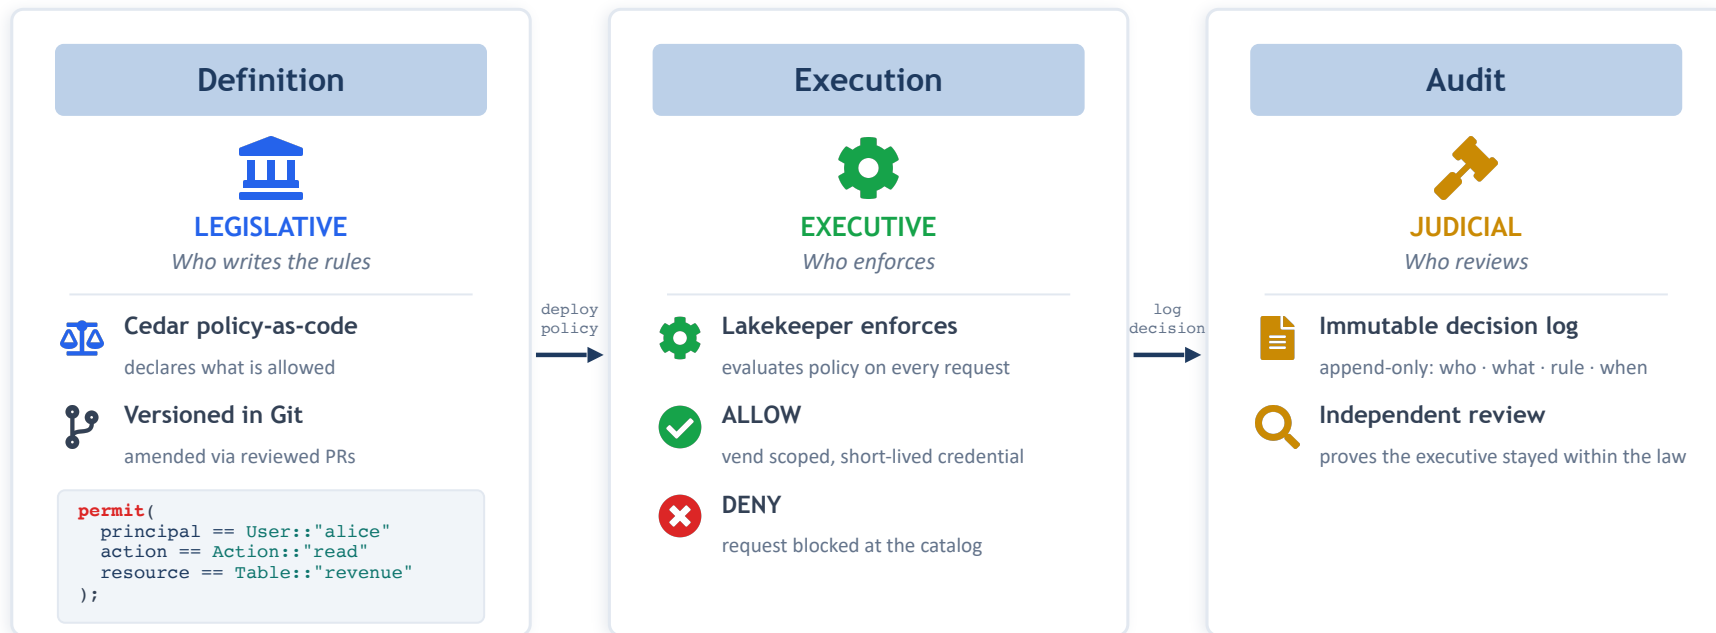 Definition
LEGISLATIVE
Who writes the rules
Cedar policy-as-code
declares what is allowed
Versioned in Git
amended via reviewed PRs
permit(
  principal == User::"alice"
  action == Action::"read"
  resource == Table::"revenue"
);
deploy
policy
Execution
EXECUTIVE
Who enforces
Lakekeeper enforces
evaluates policy on every request
ALLOW
vend scoped, short-lived credential
DENY
request blocked at the catalog
log
decision
Audit
JUDICIAL
Who reviews
Immutable decision log
append-only: who · what · rule · when
Independent review
proves the executive stayed within the law